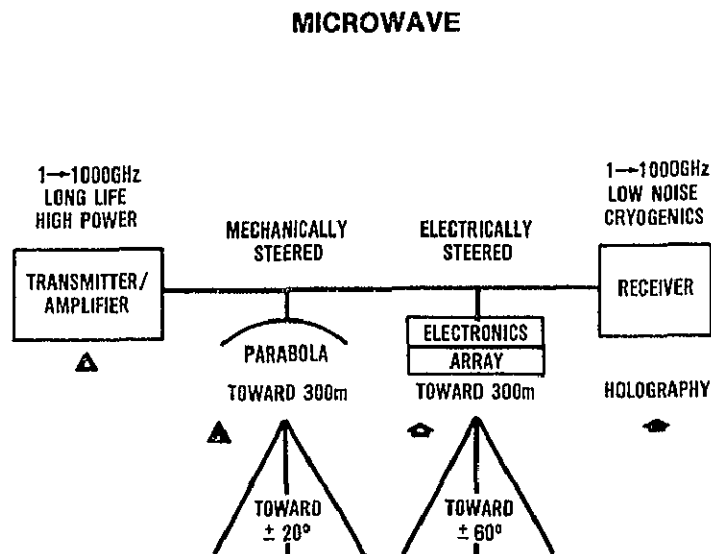 MICROWAVE
1→1000GHz
LONG LIFE
HIGH POWER
TRANSMITTER/
AMPLIFIER
MECHANICALLY
STEERED
PARABOLA
TOWARD 300m
TOWARD
± 20°
ELECTRICALLY
STEERED
ELECTRONICS
ARRAY
TOWARD 300m
TOWARD
± 60°
1→1000GHz
LOW NOISE
CRYOGENICS
RECEIVER
HOLOGRAPHY